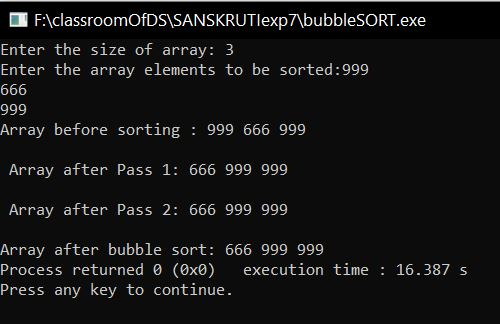 F:\classroomOfDS\SANSKRUTIexp7\bubbleSORT.exe
Enter the size of array: 3
Enter the array elements to be sorted:999
666
999
Array before sorting : 999 666 999
Array after Pass 1: 666 999 999
Array after Pass 2: 666 999 999
Array after bubble sort: 666 999 999
Process returned 0 (0x0)   execution time : 16.387 s
Press any key to continue.